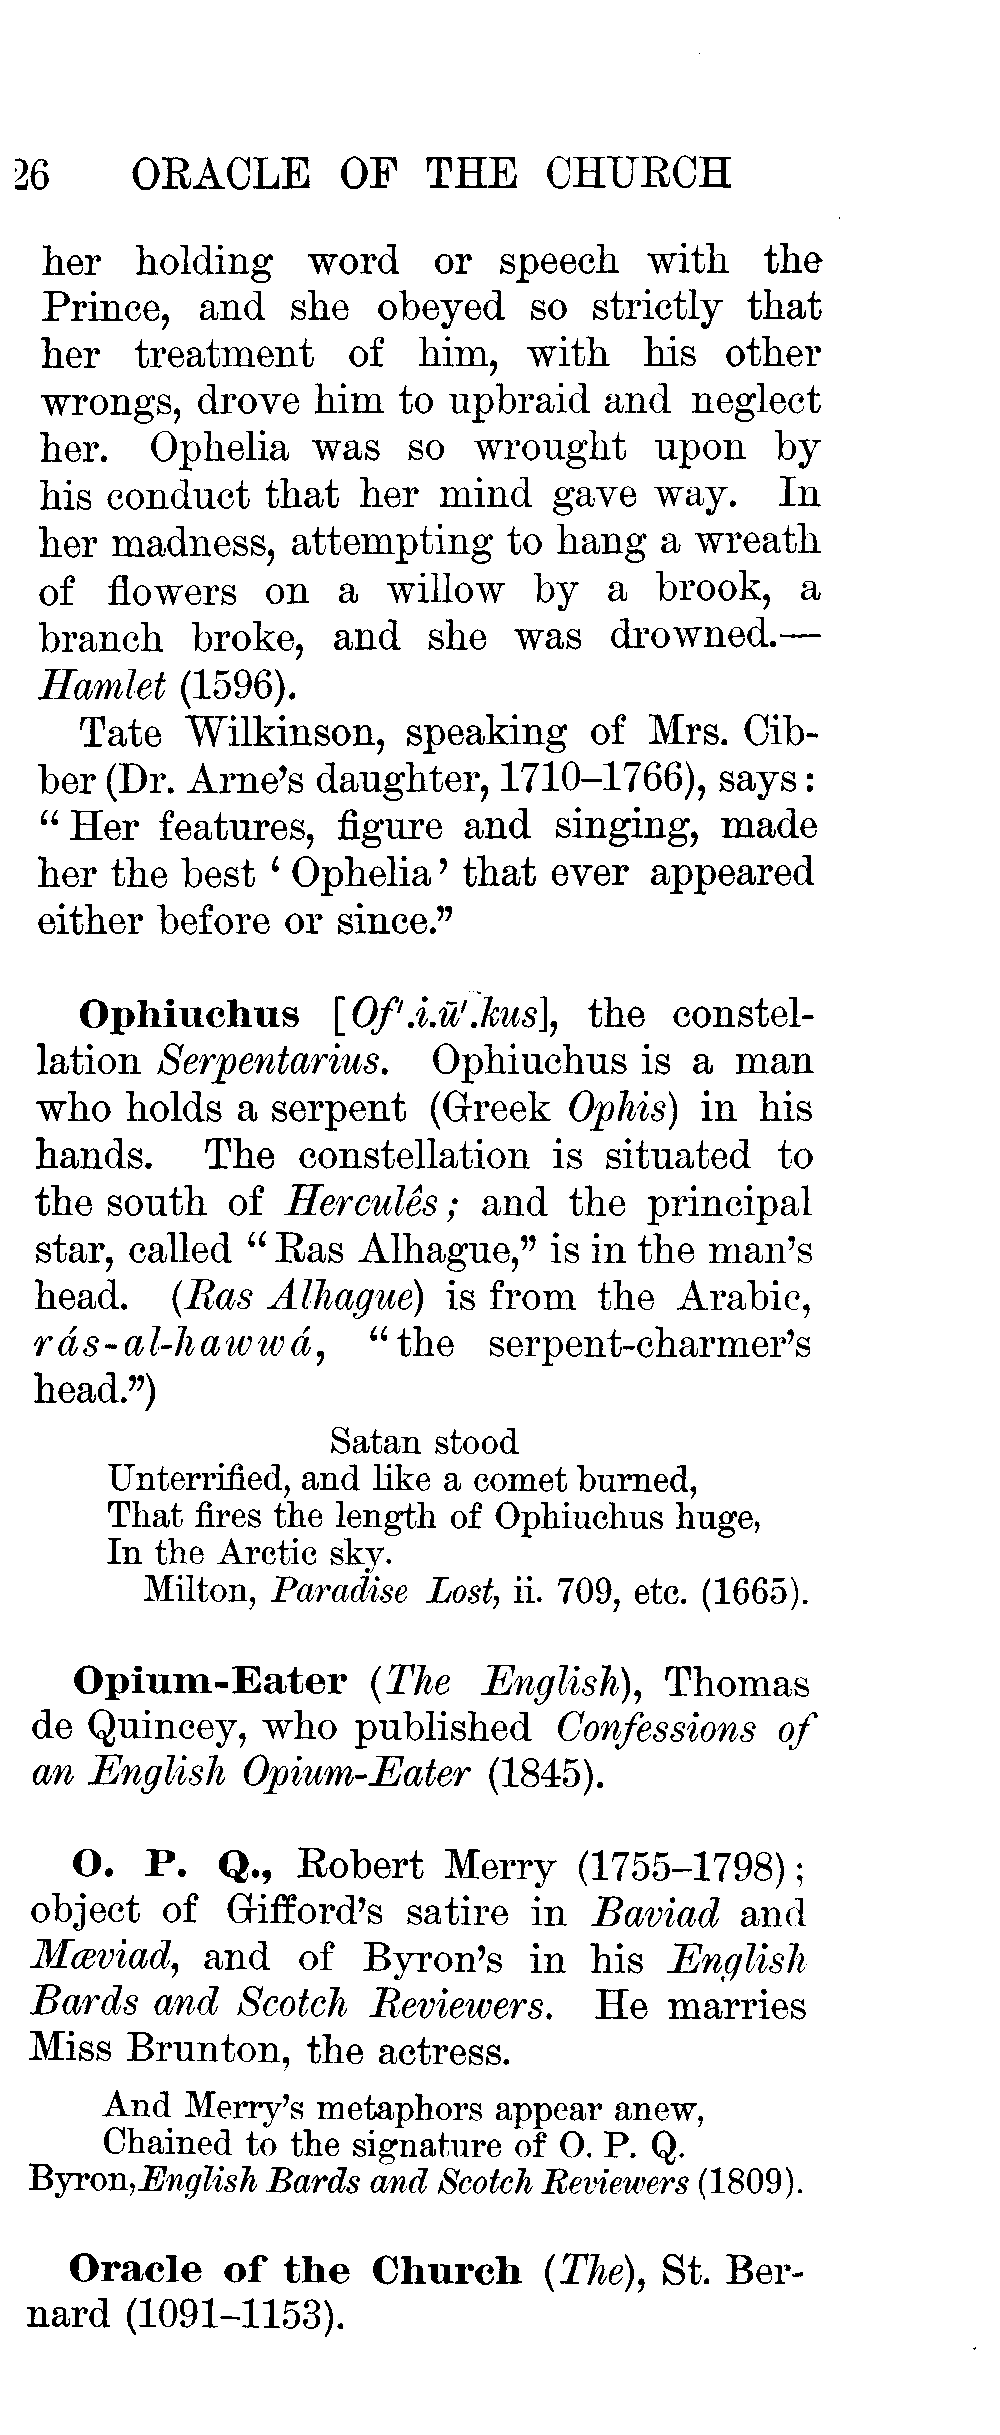 26 ORACLE OF THE CHURCH
her holding word or speech with the
Prince, and she obeyed so strictly that
her treatment of him, with his other
wrongs, drove him to upbraid and neglect
her. Ophelia was so wrought upon by
his conduct that her mind gave way. In
her madness, attempting to hang a wreath
of flowers on a willow by a brook, a
branch broke, and she was drowned.—
Hamlet (1596).
Tate Wilkinson, speaking of Mrs. Cib-
ber (Dr. Arne's daughter, 1710–1766), says:
“Her features, figure and singing, made
her the best ‘Ophelia’ that ever appeared
either before or since.”
Ophiuchus [Of'.i.ū'.kus], the constel-
lation Serpentarius. Ophiuchus is a man
who holds a serpent (Greek Ophis) in his
hands. The constellation is situated to
the south of Herculês; and the principal
star, called “Ras Alhague,” is in the man's
head. (Ras Alhague) is from the Arabic,
rás-al-hawwá, “the serpent-charmer's
head.”)
Satan stood
Unterrified, and like a comet burned,
That fires the length of Ophiuchus huge,
In the Arctic sky.
Milton, Paradise Lost, ii. 709, etc. (1665).
Opium-Eater (The English), Thomas
de Quincey, who published Confessions of
an English Opium-Eater (1845).
O. P. Q., Robert Merry (1755–1798);
object of Gifford's satire in Baviad and
Mæviad, and of Byron's in his English
Bards and Scotch Reviewers. He marries
Miss Brunton, the actress.
And Merry's metaphors appear anew,
Chained to the signature of O. P. Q.
Byron, English Bards and Scotch Reviewers (1809).
Oracle of the Church (The), St. Ber-
nard (1091–1153).